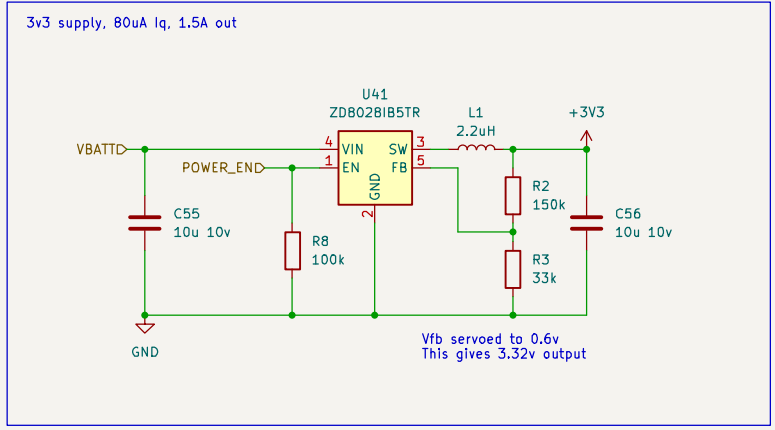 3v3 supply, 80uA Iq, 1.5A out
U41
ZD8028IB5TR
L1
2.2uH
+3V3
VBATT
4
VIN
SW
3
POWER_EN
1
EN
FB
5
GND
2
R2
150k
C55
10u 10v
C56
10u 10v
R8
100k
R3
33k
Vfb servoed to 0.6v
This gives 3.32v output
GND